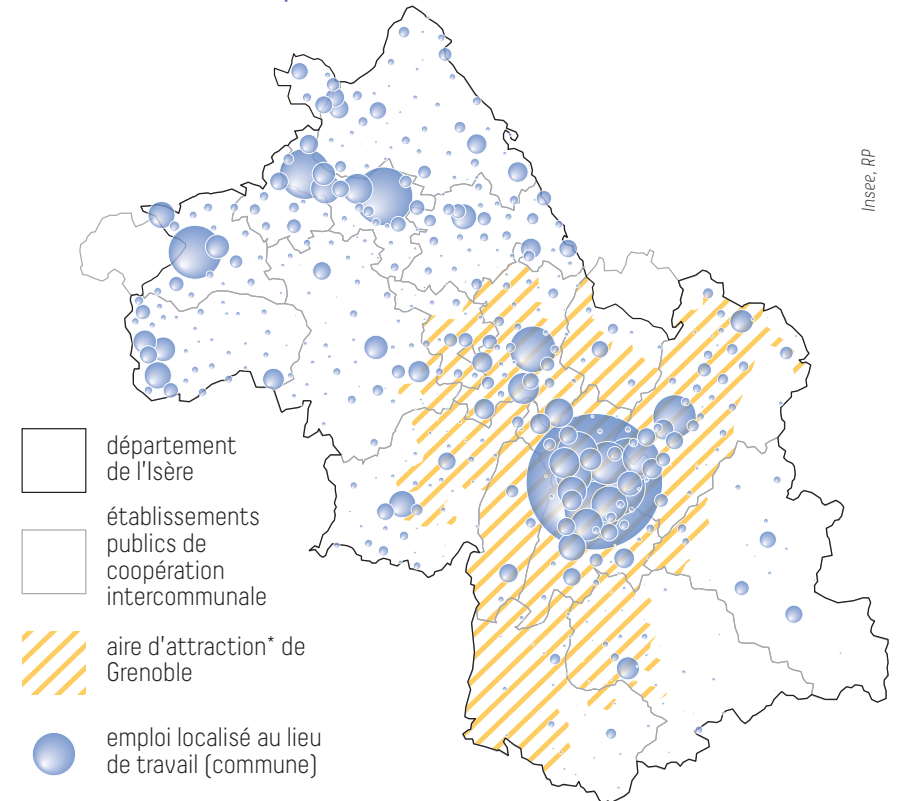 Insee, RP
département
de l'Isère
établissements
publics de
coopération
intercommunale
aire d'attraction* de
Grenoble
emploi localisé au lieu
de travail (commune)